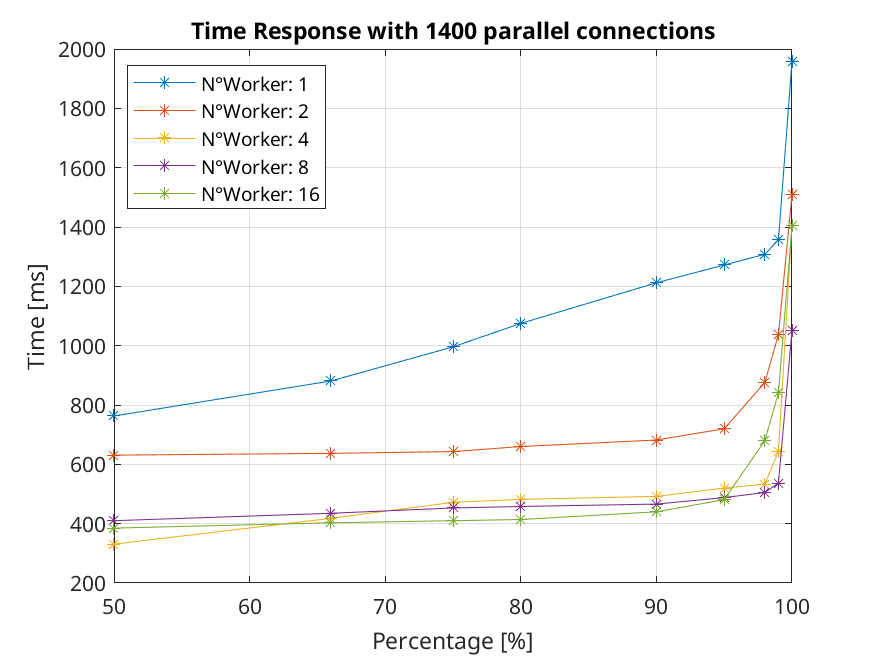 Time Response with 1400 parallel connections
2000
1800
1600
1400
1200
1000
800
600
400
200
Time [ms]
N°Worker: 1
N°Worker: 2
N°Worker: 4
N°Worker: 8
N°Worker: 16
50 60 70 80 90 100
Percentage [%]